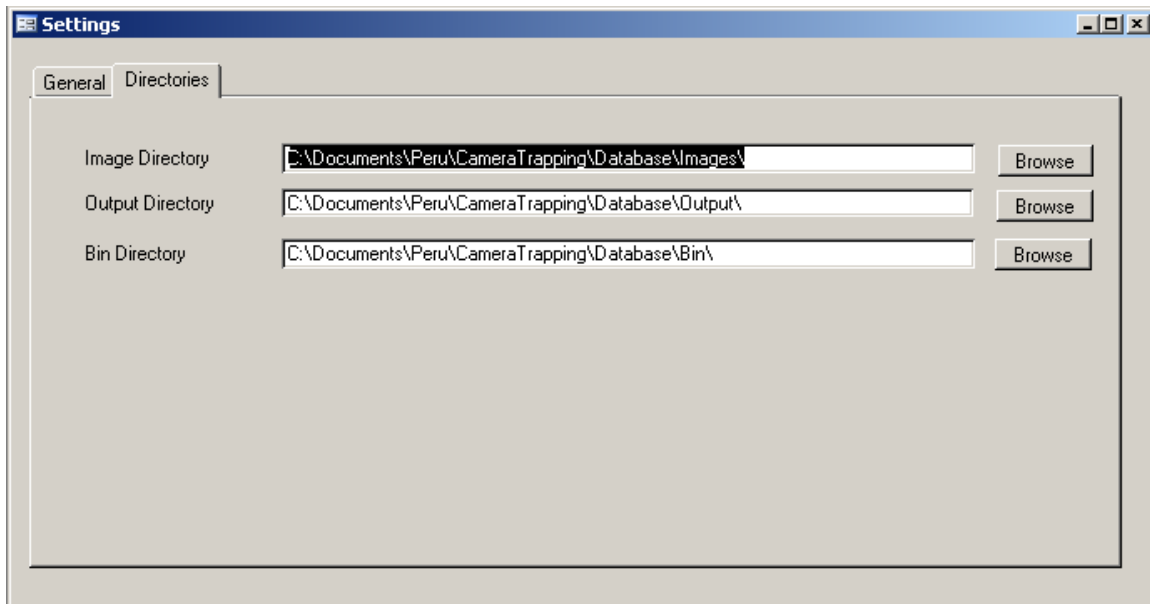 Settings
General Directories
Image Directory C:\Documents\Peru\CameraTrapping\Database\Images\ Browse
Output Directory C:\Documents\Peru\CameraTrapping\Database\Output\ Browse
Bin Directory C:\Documents\Peru\CameraTrapping\Database\Bin\ Browse